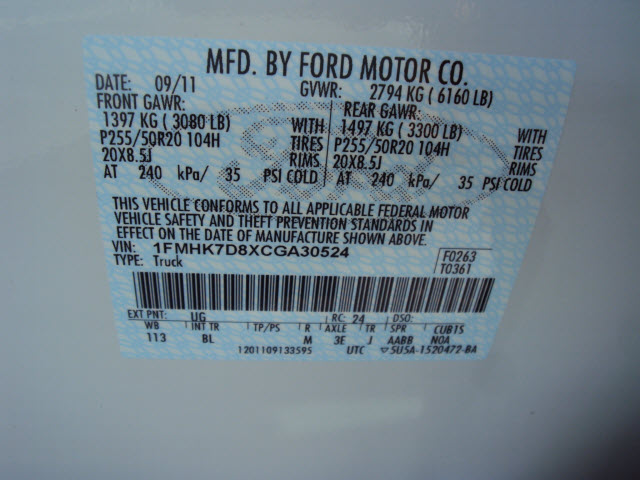 MFD. BY FORD MOTOR CO.
DATE: 09/11 GVWR: 2794 KG ( 6160 LB)
FRONT GAWR: REAR GAWR:
1397 KG ( 3080 LB) WITH 1497 KG ( 3300 LB) WITH
P255/50R20 104H TIRES P255/50R20 104H TIRES
20X8.5J RIMS 20X8.5J RIMS
AT 240 kPa/ 35 PSI COLD AT 240 kPa/ 35 PSI COLD
THIS VEHICLE CONFORMS TO ALL APPLICABLE FEDERAL MOTOR
VEHICLE SAFETY AND THEFT PREVENTION STANDARDS IN
EFFECT ON THE DATE OF MANUFACTURE SHOWN ABOVE.
VIN: 1FMHK7D8XCGA30524 F0263
TYPE: Truck T0361
EXT PNT: UG RC: 24 DSO:
WB INT TR TP/PS R AXLE TR SPR CUBIS
113 BL M 3E J AABB NOA
1201109133595 UTC ▽5U5A-1520472-BA